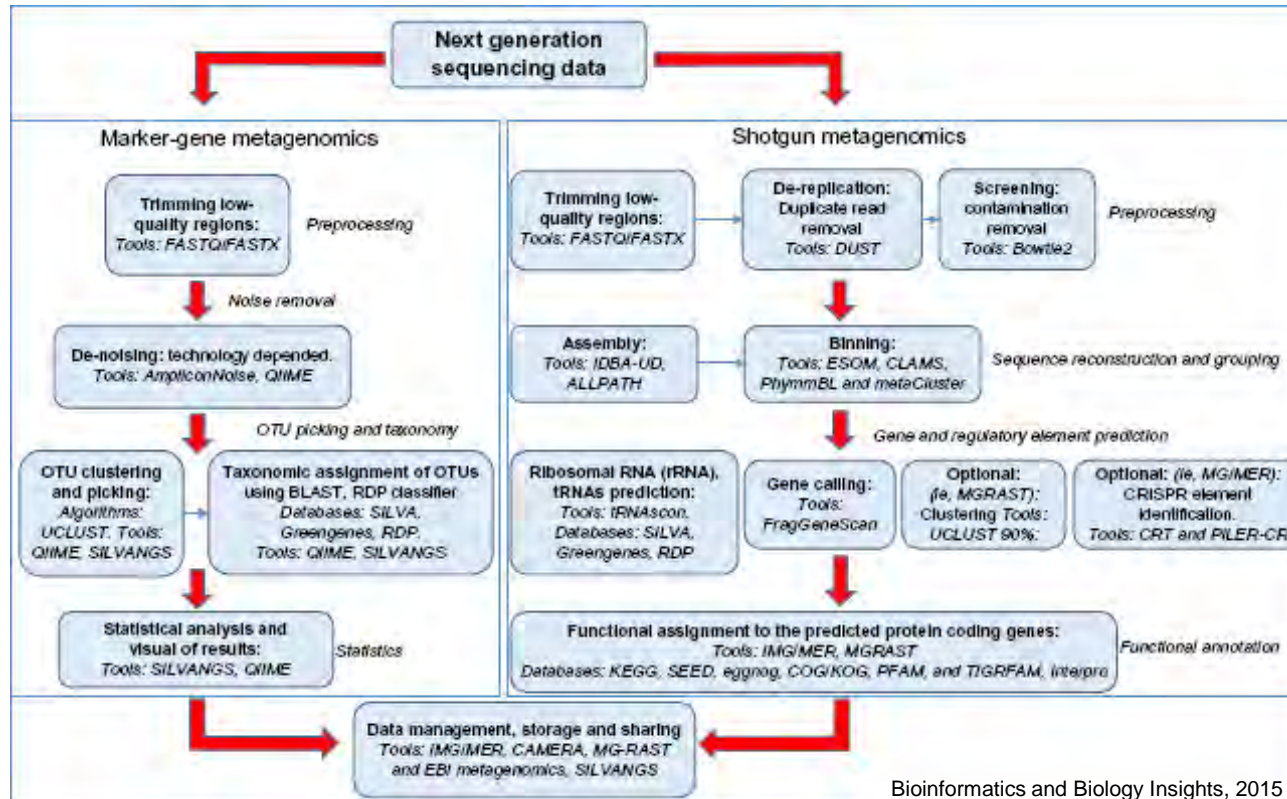 Next generation
sequencing data
Marker-gene metagenomics
Trimming low-
quality regions:
Tools: FASTQ/FASTX
Preprocessing
Noise removal
De-noising: technology depended.
Tools: AmpliconNoise, QIIME
OTU picking and taxonomy
OTU clustering
and picking:
Algorithms:
UCLUST. Tools:
QIIME, SILVANGS
Taxonomic assignment of OTUs
using BLAST, RDP classifier
Databases: SILVA,
Greengenes, RDP.
Tools: QIIME, SILVANGS
Statistical analysis and
visual of results:
Tools: SILVANGS, QIIME
Statistics
Shotgun metagenomics
Trimming low-
quality regions:
Tools: FASTQ/FASTX
De-replication:
Duplicate read
removal
Tools: DUST
Screening:
contamination
removal
Tools: Bowtie2
Preprocessing
Assembly:
Tools: IDBA-UD,
ALLPATH
Binning:
Tools: ESOM, CLAMS,
PhymmBL and metaCluster
Sequence reconstruction and grouping
Gene and regulatory element prediction
Ribosomal RNA (rRNA),
tRNAs prediction:
Tools: tRNAscon,
Databases: SILVA,
Greengenes, RDP
Gene calling:
Tools:
FragGeneScan
Optional:
(ie, MGRAST):
Clustering Tools:
UCLUST 90%:
Optional: (ie, MG/MER):
CRISPR element
identification.
Tools: CRT and PILER-CR
Functional assignment to the predicted protein coding genes:
Tools: IMG/MER, MGRAST
Databases: KEGG, SEED, eggnog, COG/KOG, PFAM, and TIGRFAM, Interpro
Functional annotation
Data management, storage and sharing
Tools: IMG/MER, CAMERA, MG-RAST
and EBI metagenomics, SILVANGS
Bioinformatics and Biology Insights, 2015